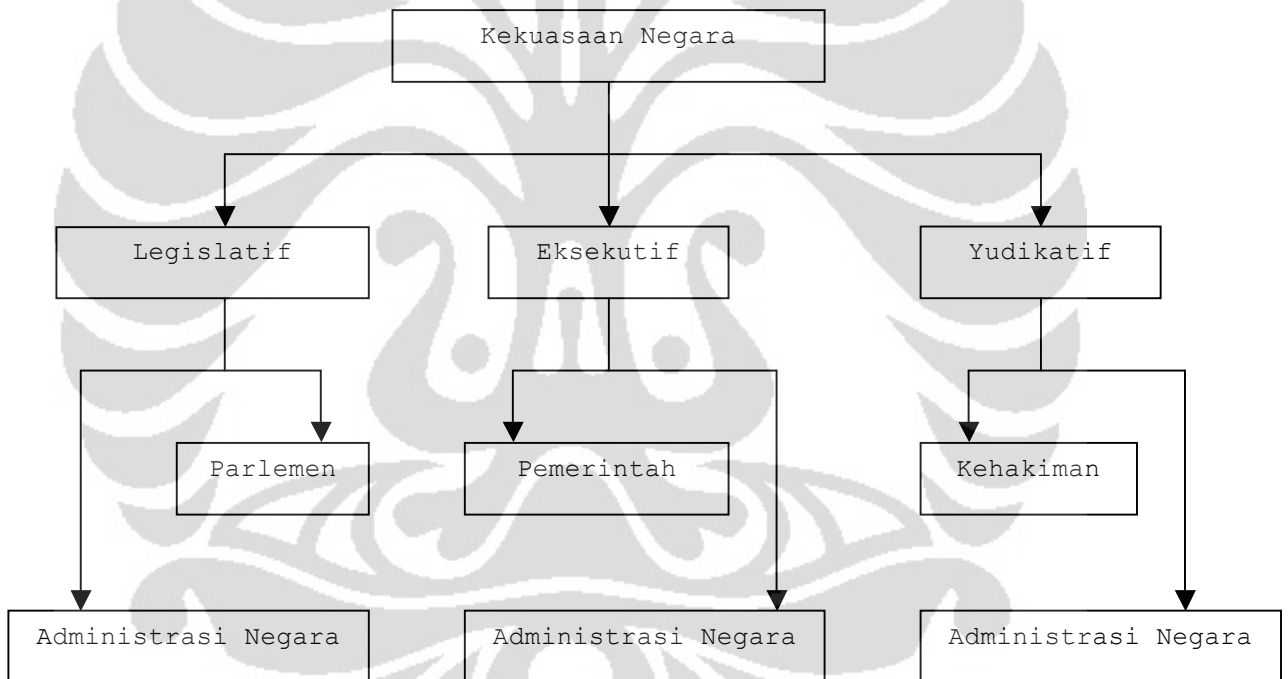 Kekuasaan Negara
Legislatif
Eksekutif
Yudikatif
Parlemen
Pemerintah
Kehakiman
Administrasi Negara
Administrasi Negara
Administrasi Negara